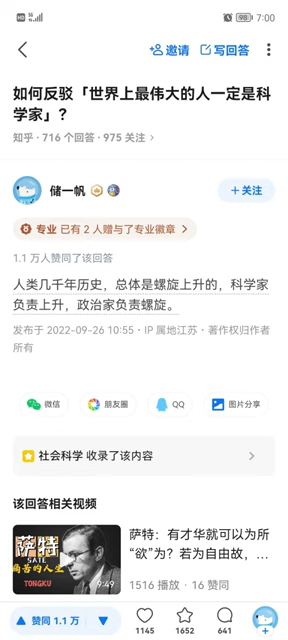 7:00
邀请
写回答
如何反驳「世界上最伟大的人一定是科
学家」?
知乎 · 716 个回答 · 975 关注 >
储一帆
+关注
专业 已有 2 人赠与了专业徽章 >
1.1 万人赞同了该回答
人类几千年历史，总体是螺旋上升的，科学家
负责上升，政治家负责螺旋。
发布于 2022-09-26 10:55 · IP 属地江苏 · 著作权归作者
所有
微信
朋友圈
QQ
图片分享
社会科学 收录了该内容
该回答相关视频
萨特
SATE
痛苦的人生
TONGKU
9:49
萨特：有才华就可以为所
“欲”为？若为自由故，...
1516 播放 · 16 赞同
赞同 1.1 万
1145
1652
641